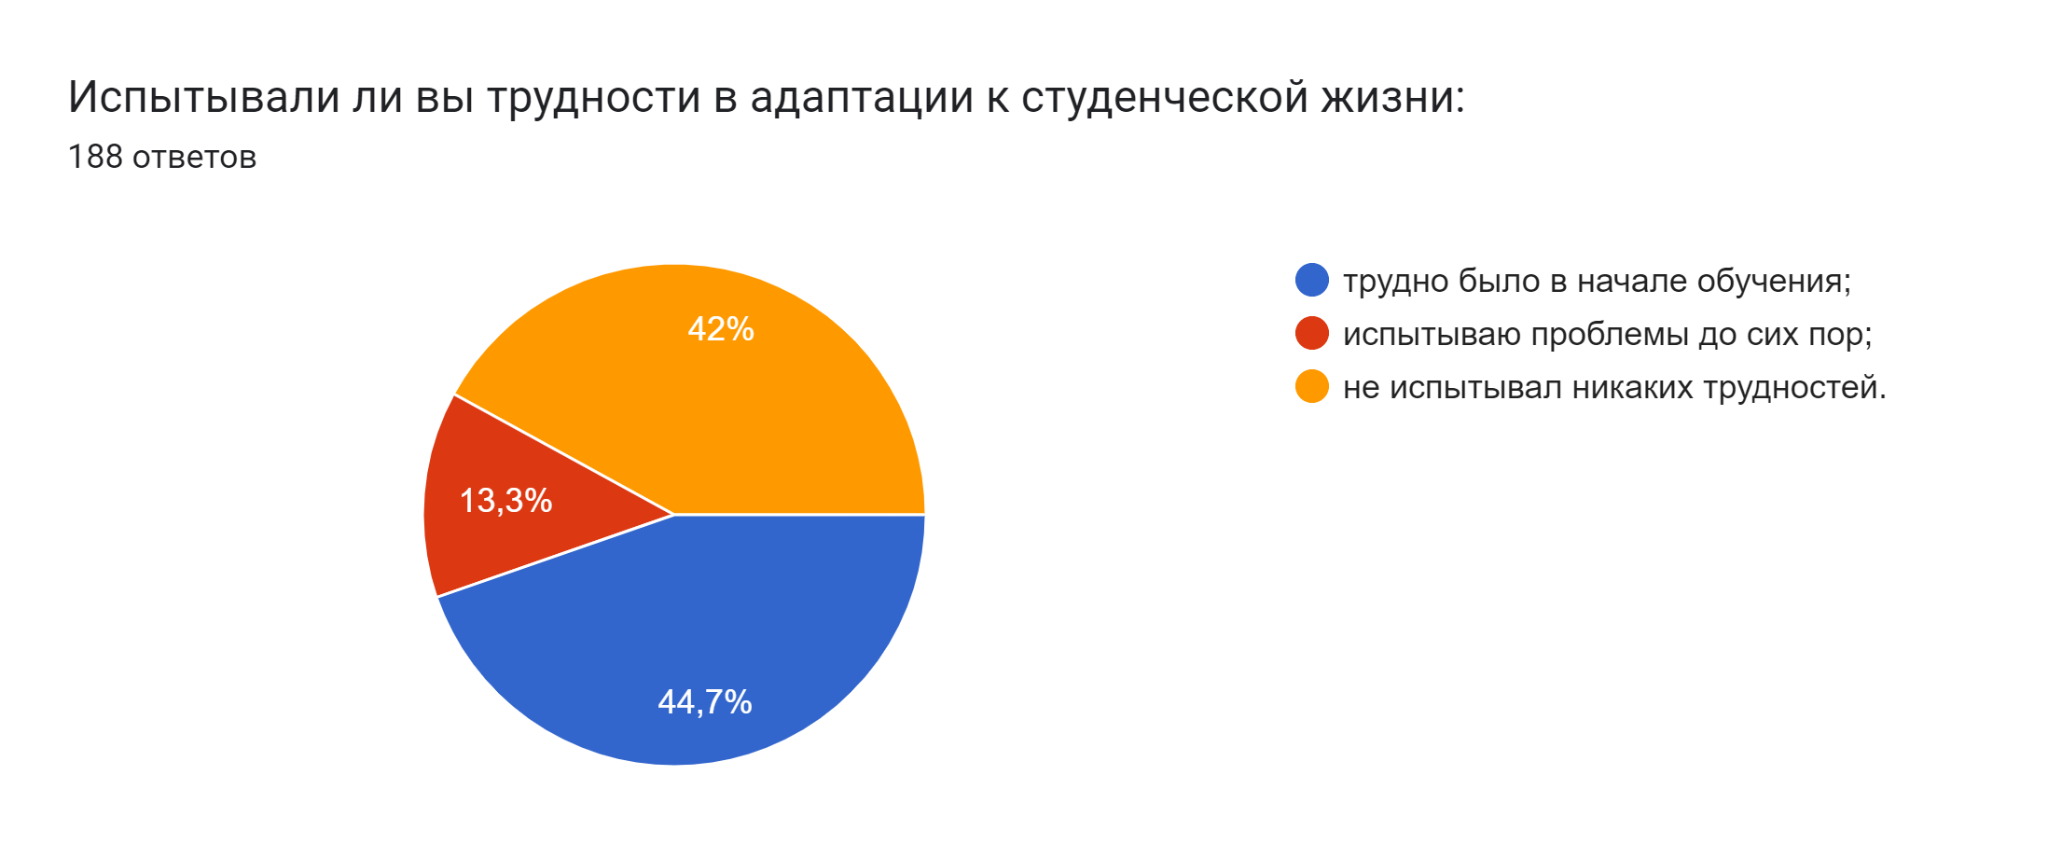 Испытывали ли вы трудности в адаптации к студенческой жизни:
188 ответов
трудно было в начале обучения;
испытываю проблемы до сих пор;
не испытывал никаких трудностей.
42%
13,3%
44,7%